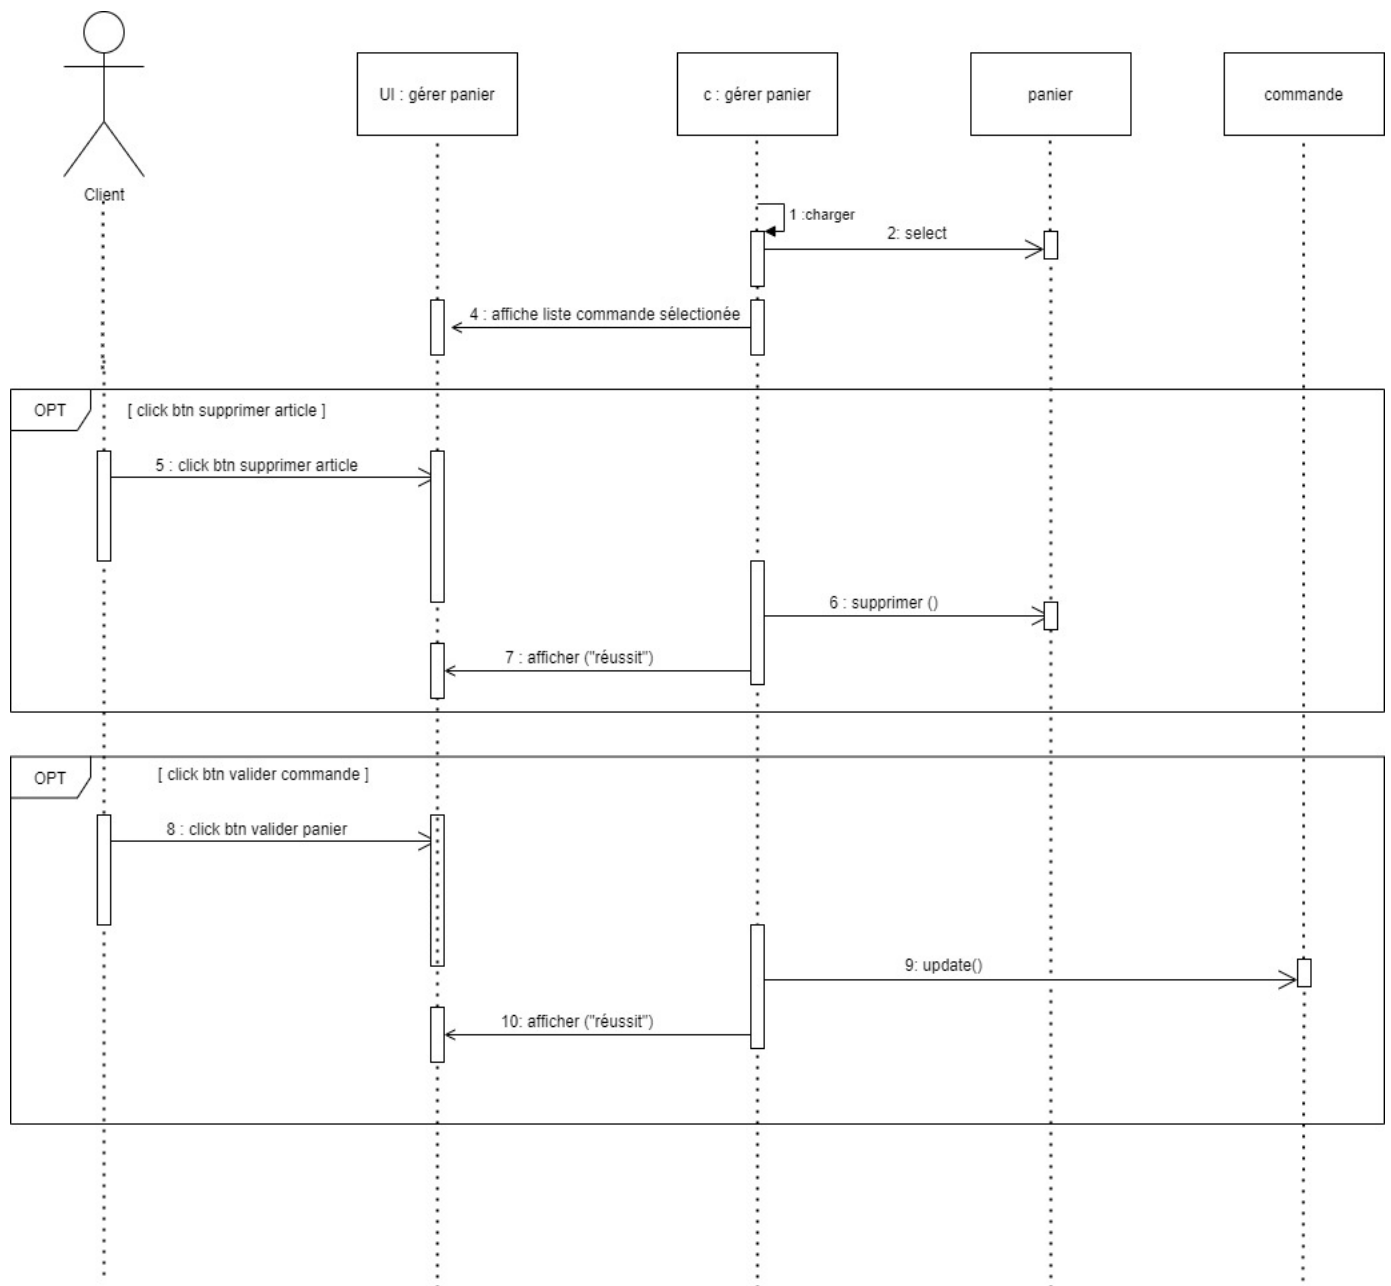 Client
UI : gérer panier
c : gérer panier
panier
commande
1 :charger
2: select
4 : affiche liste commande sélectionée
OPT
[ click btn supprimer article ]
5 : click btn supprimer article
6 : supprimer ()
7 : afficher ("réussit")
OPT
[ click btn valider commande ]
8 : click btn valider panier
9: update()
10: afficher ("réussit")